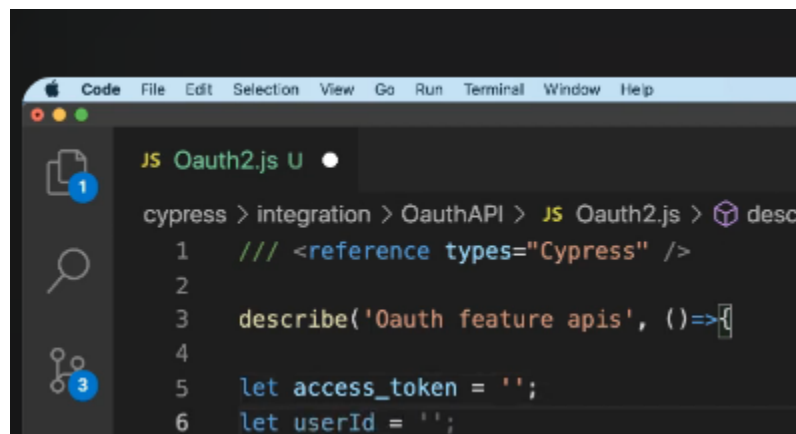 Code File Edit Selection View Go Run Terminal Window Help
JS Oauth2.js U
1
cypress > integration > OauthAPI > JS Oauth2.js > desc
1 /// <reference types="Cypress" />
2
3 describe('Oauth feature apis', ()=>{
4
3
5 let access_token = '';
6 let userId = '';